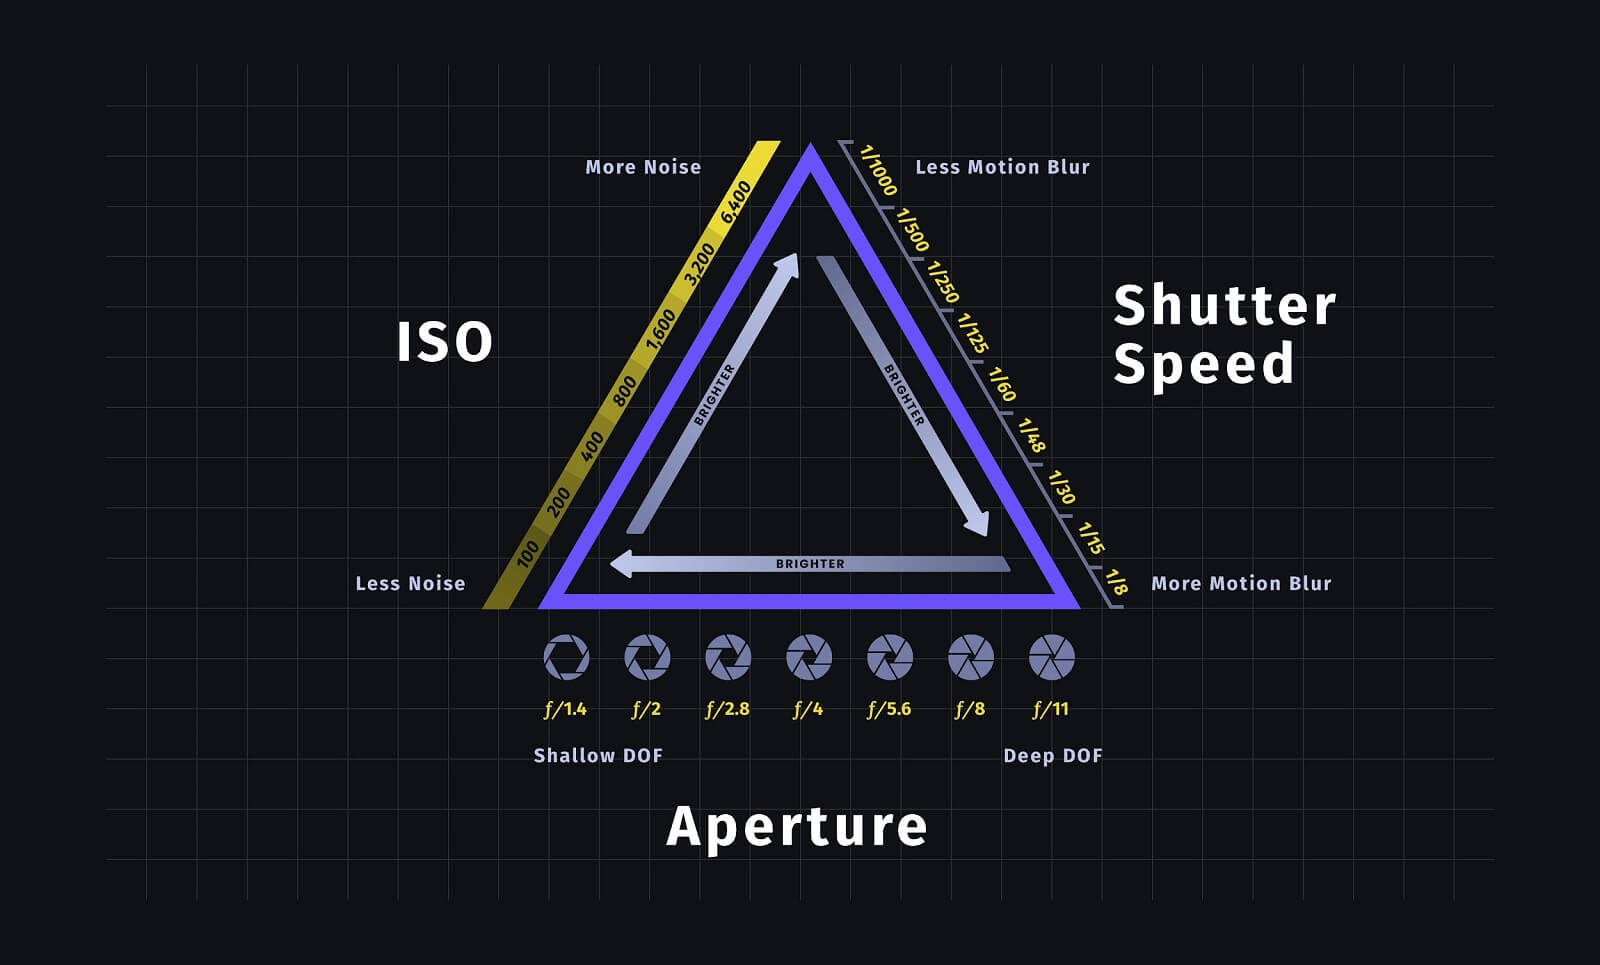 More Noise
6,400
3,200
1,600
800
400
200
100
Less Noise
ISO
BRIGHTER
BRIGHTER
BRIGHTER
Less Motion Blur
1/1000
1/500
1/250
1/125
1/60
1/48
1/30
1/15
1/8
More Motion Blur
Shutter
Speed
ƒ/1.4 ƒ/2 ƒ/2.8 ƒ/4 ƒ/5.6 ƒ/8 ƒ/11
Shallow DOF Deep DOF
Aperture